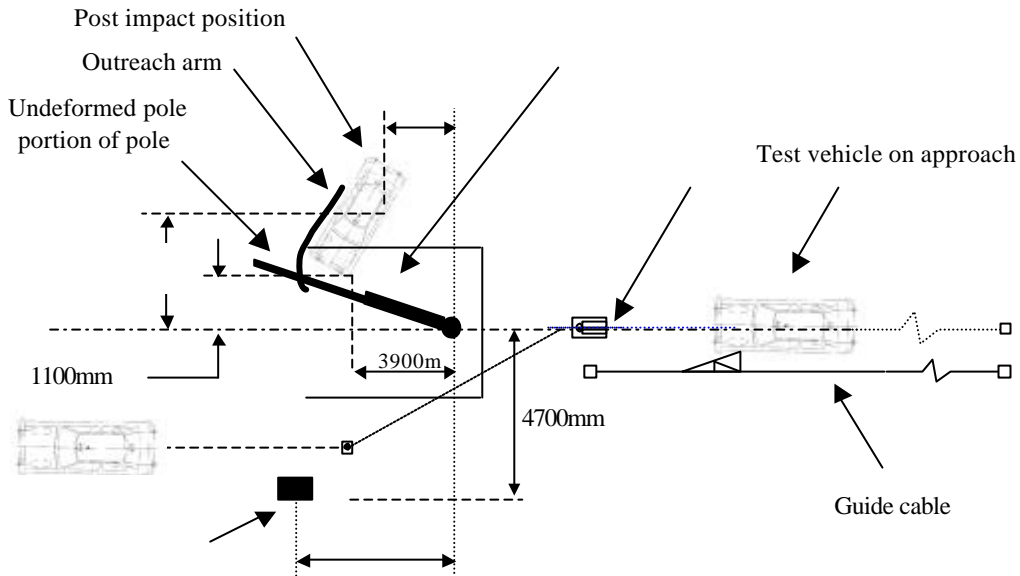 Post impact position
Outreach arm
Undeformed pole
portion of pole
Test vehicle on approach
1100mm
3900m
4700mm
Guide cable